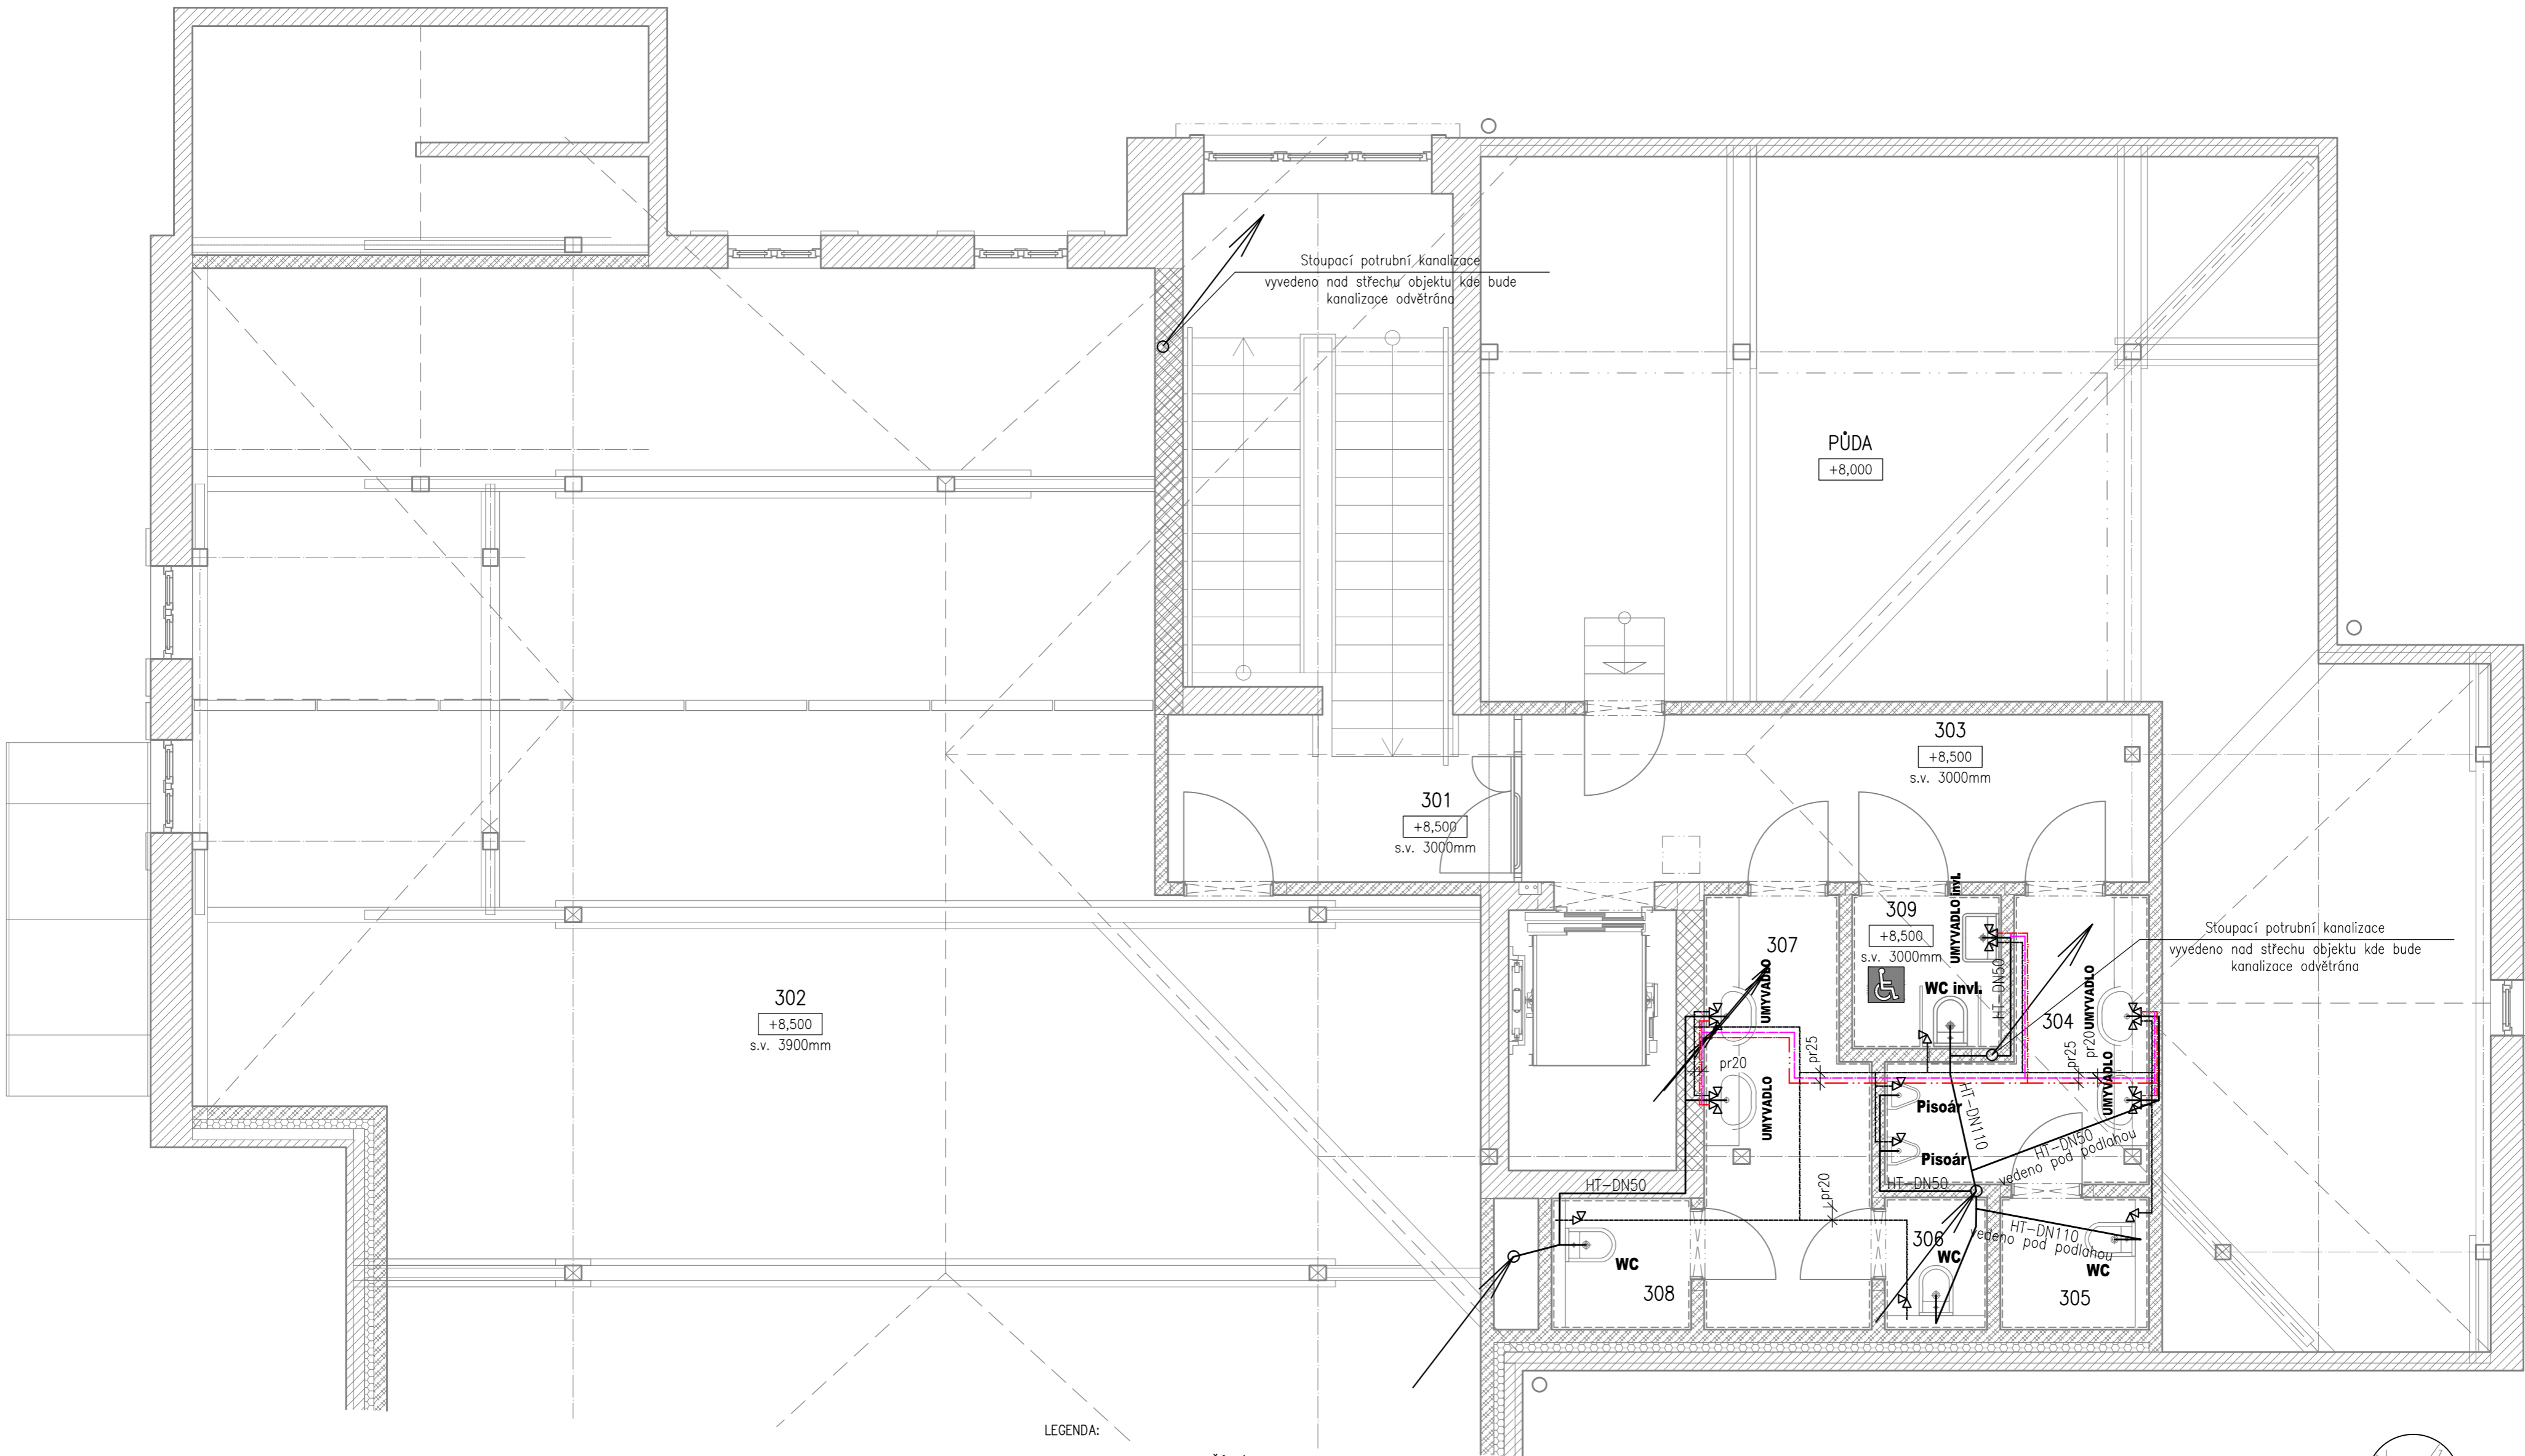 Stoupací potrubní kanalizace
vyvedeno nad střechu objektu kde bude
kanalizace odvětrána
PŮDA
+8,000
303
+8,500
s.v. 3000mm
301
+8,500
s.v. 3000mm
302
+8,500
s.v. 3900mm
307
UMYVADLO
UMYVADLO
pr20
pr25
pr20
309
+8,500
s.v. 3000mm
UMYVADLO invl.
WC invl.
HT-DN50
304
UMYVADLO
UMYVADLO
pr25
pr20
Stoupací potrubní kanalizace
vyvedeno nad střechu objektu kde bude
kanalizace odvětrána
Pisoár
Pisoár
HT-DN110
HT-DN50
vedeno pod podlahou
HT-DN50
HT-DN50
HT-DN110
vedeno pod podlahou
306
WC
WC
308
WC
305
LEGENDA: